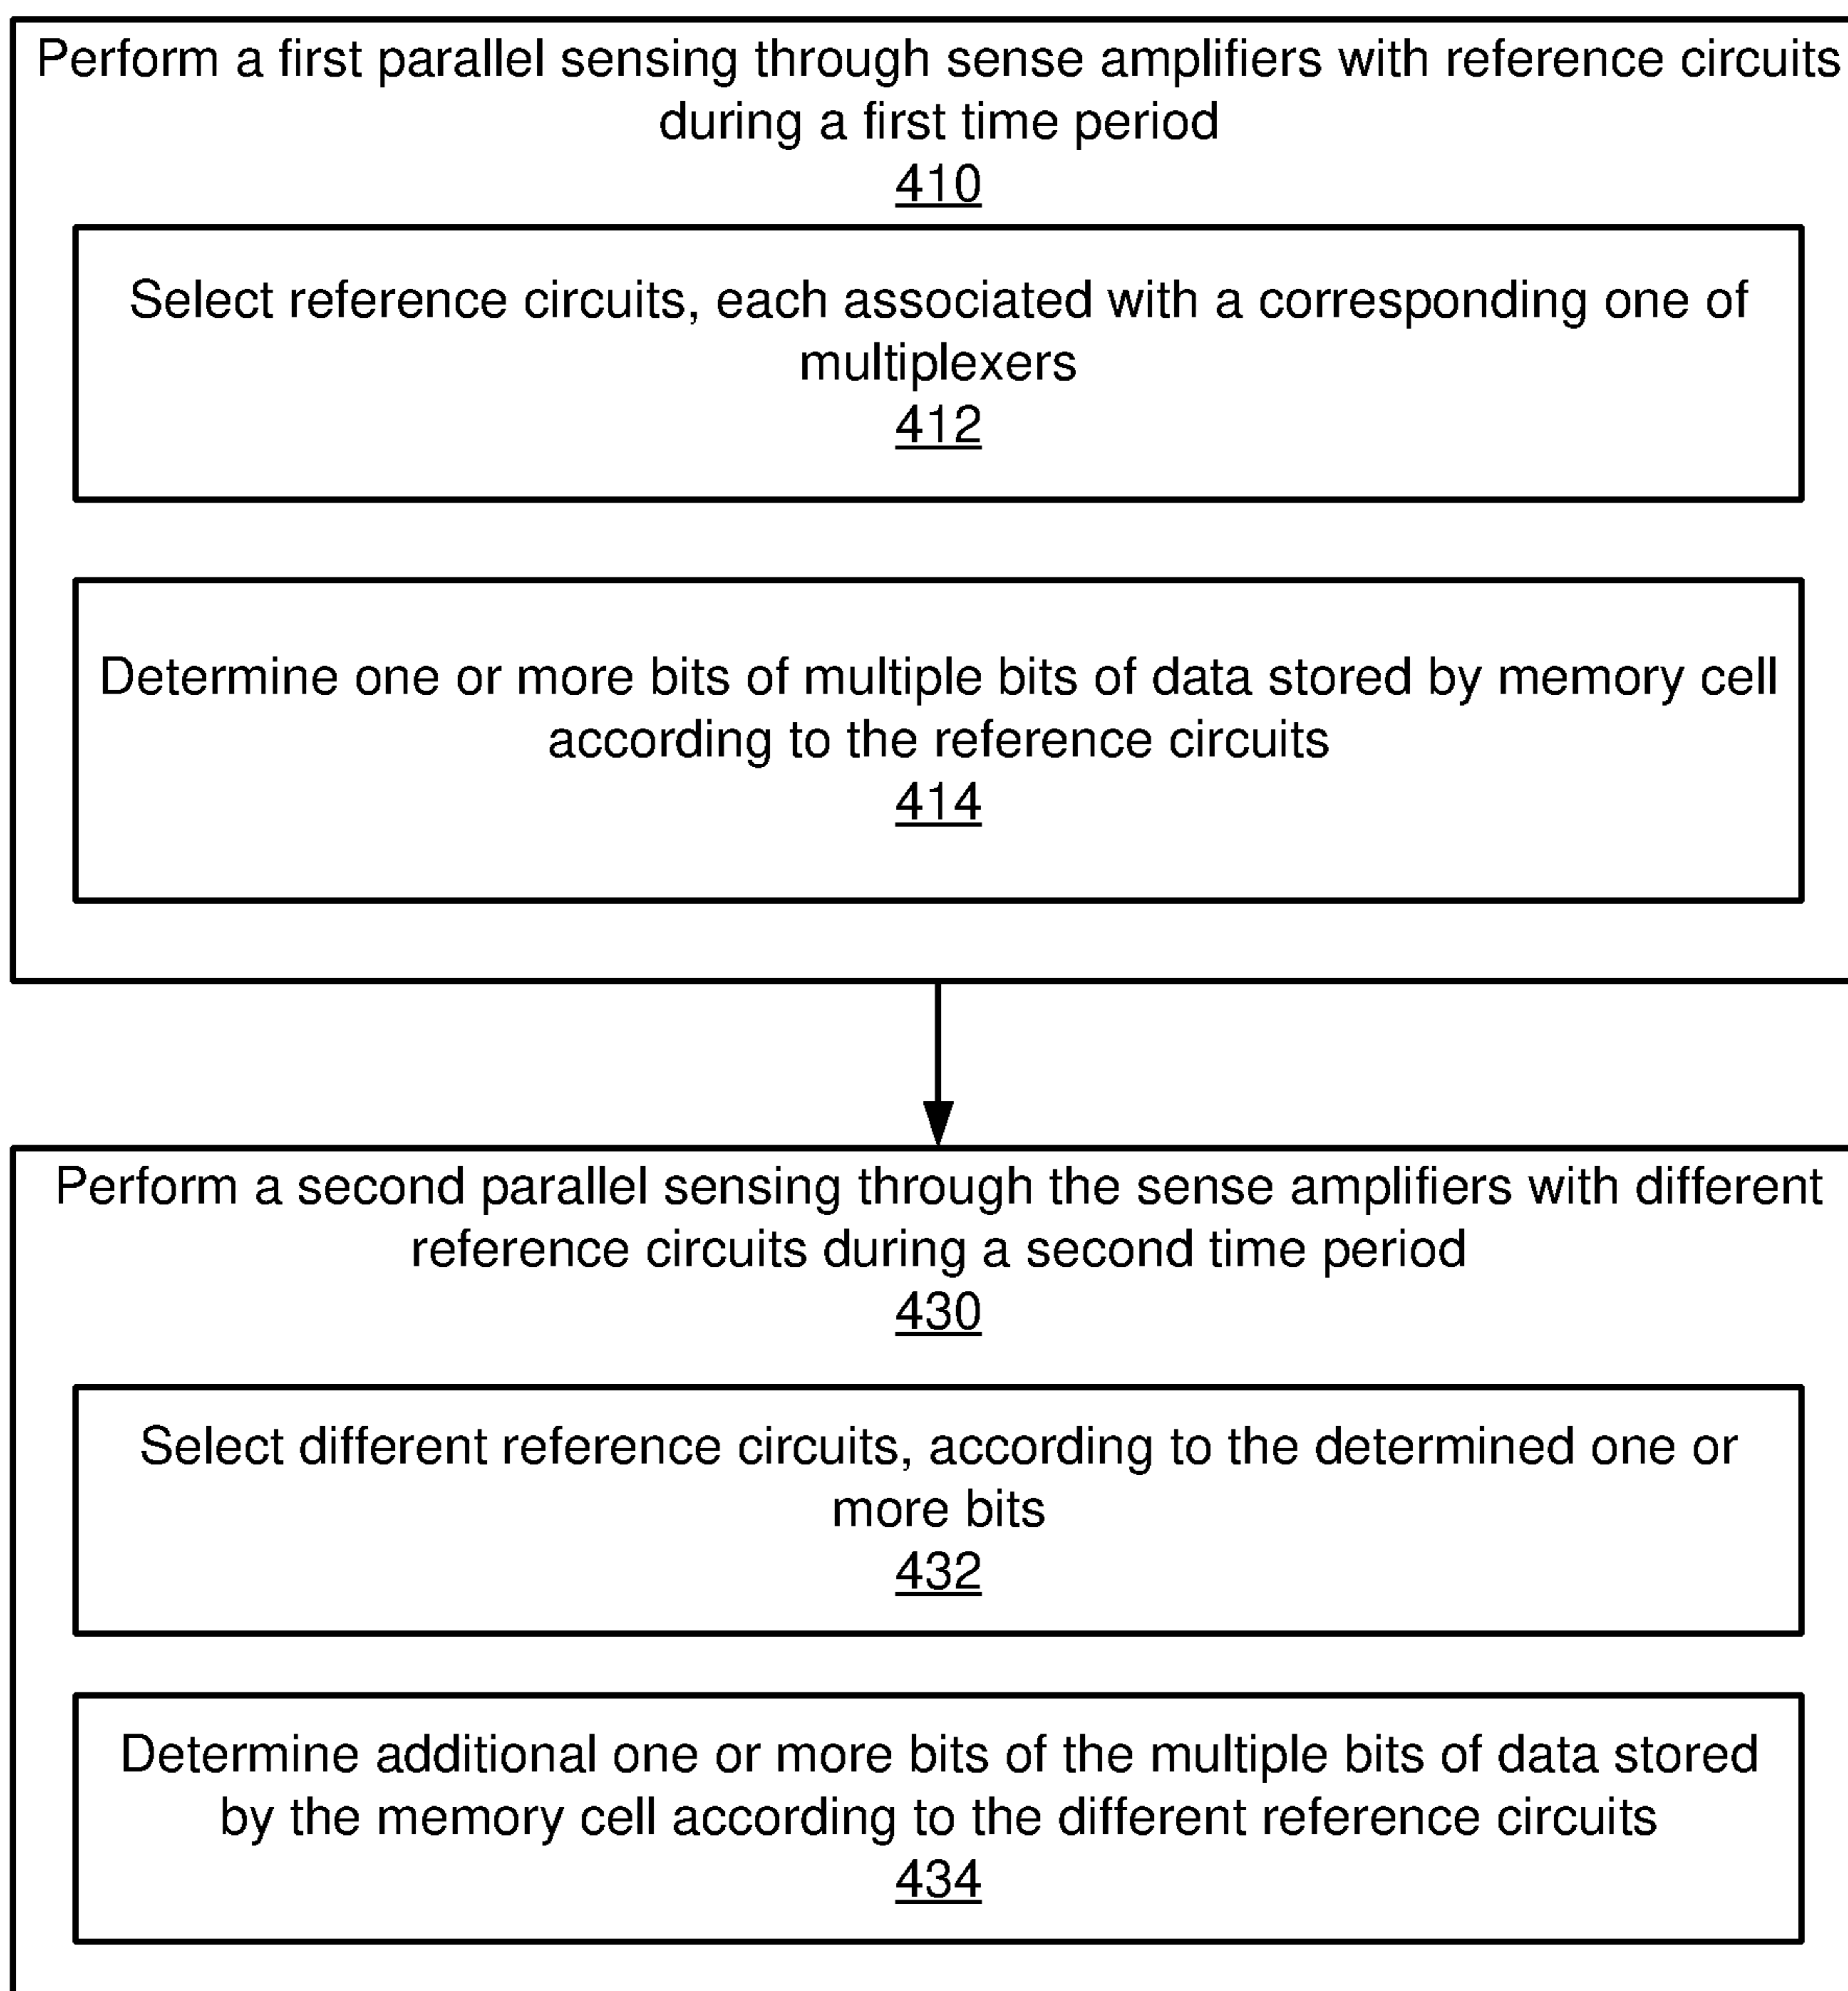 Perform a first parallel sensing through sense amplifiers with reference circuits
during a first time period
410
Select reference circuits, each associated with a corresponding one of
multiplexers
412
Determine one or more bits of multiple bits of data stored by memory cell
according to the reference circuits
414
Perform a second parallel sensing through the sense amplifiers with different
reference circuits during a second time period
430
Select different reference circuits, according to the determined one or
more bits
432
Determine additional one or more bits of the multiple bits of data stored
by the memory cell according to the different reference circuits
434